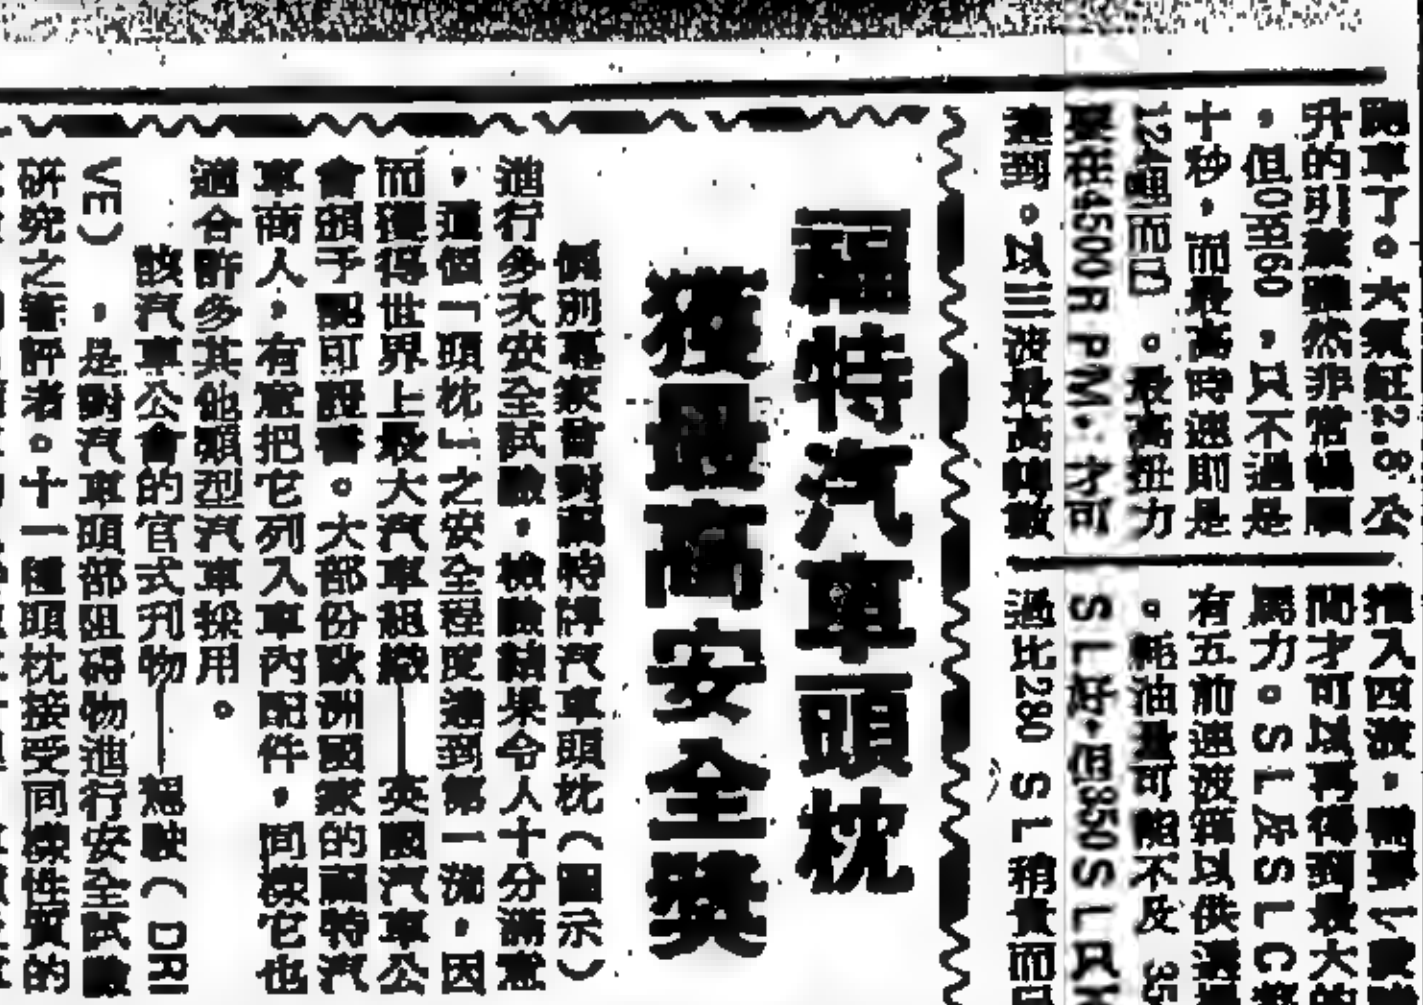 跑車了。大氣缸2.8公
升的引擎雖然非常暢順
，但0至60，只不過是
十秒，而最高時速則是
124哩而已。最高扭力
要在4500RPM，方可
達到。以三波最高轉數
推入四波，需要
間才可以再得到最大的
馬力。SL及SLC
有五前速波箱以供選擇
。耗油量可能不及35
SL好，但350SL只
過比280 SL稍貴而已
福特汽車頭枕
獲最高安全獎
個別專家曾對福特牌汽車頭枕（圖示）
進行多次安全試驗，檢驗結果令人十分滿意
，這個「頭枕」之安全程度達到第一流，因
而獲得世界上最大汽車組織——英國汽車公
會頒予認可證書。大部份歐洲國家的福特汽
車商人，有意把它列入車內配件，同樣它也
適合許多其他類型汽車採用。
該汽車公會的官式刊物——駕駛（DRI
VE），是對汽車頭部阻碍物進行安全試驗
研究之審評者。十一種頭枕接受同樣性質的